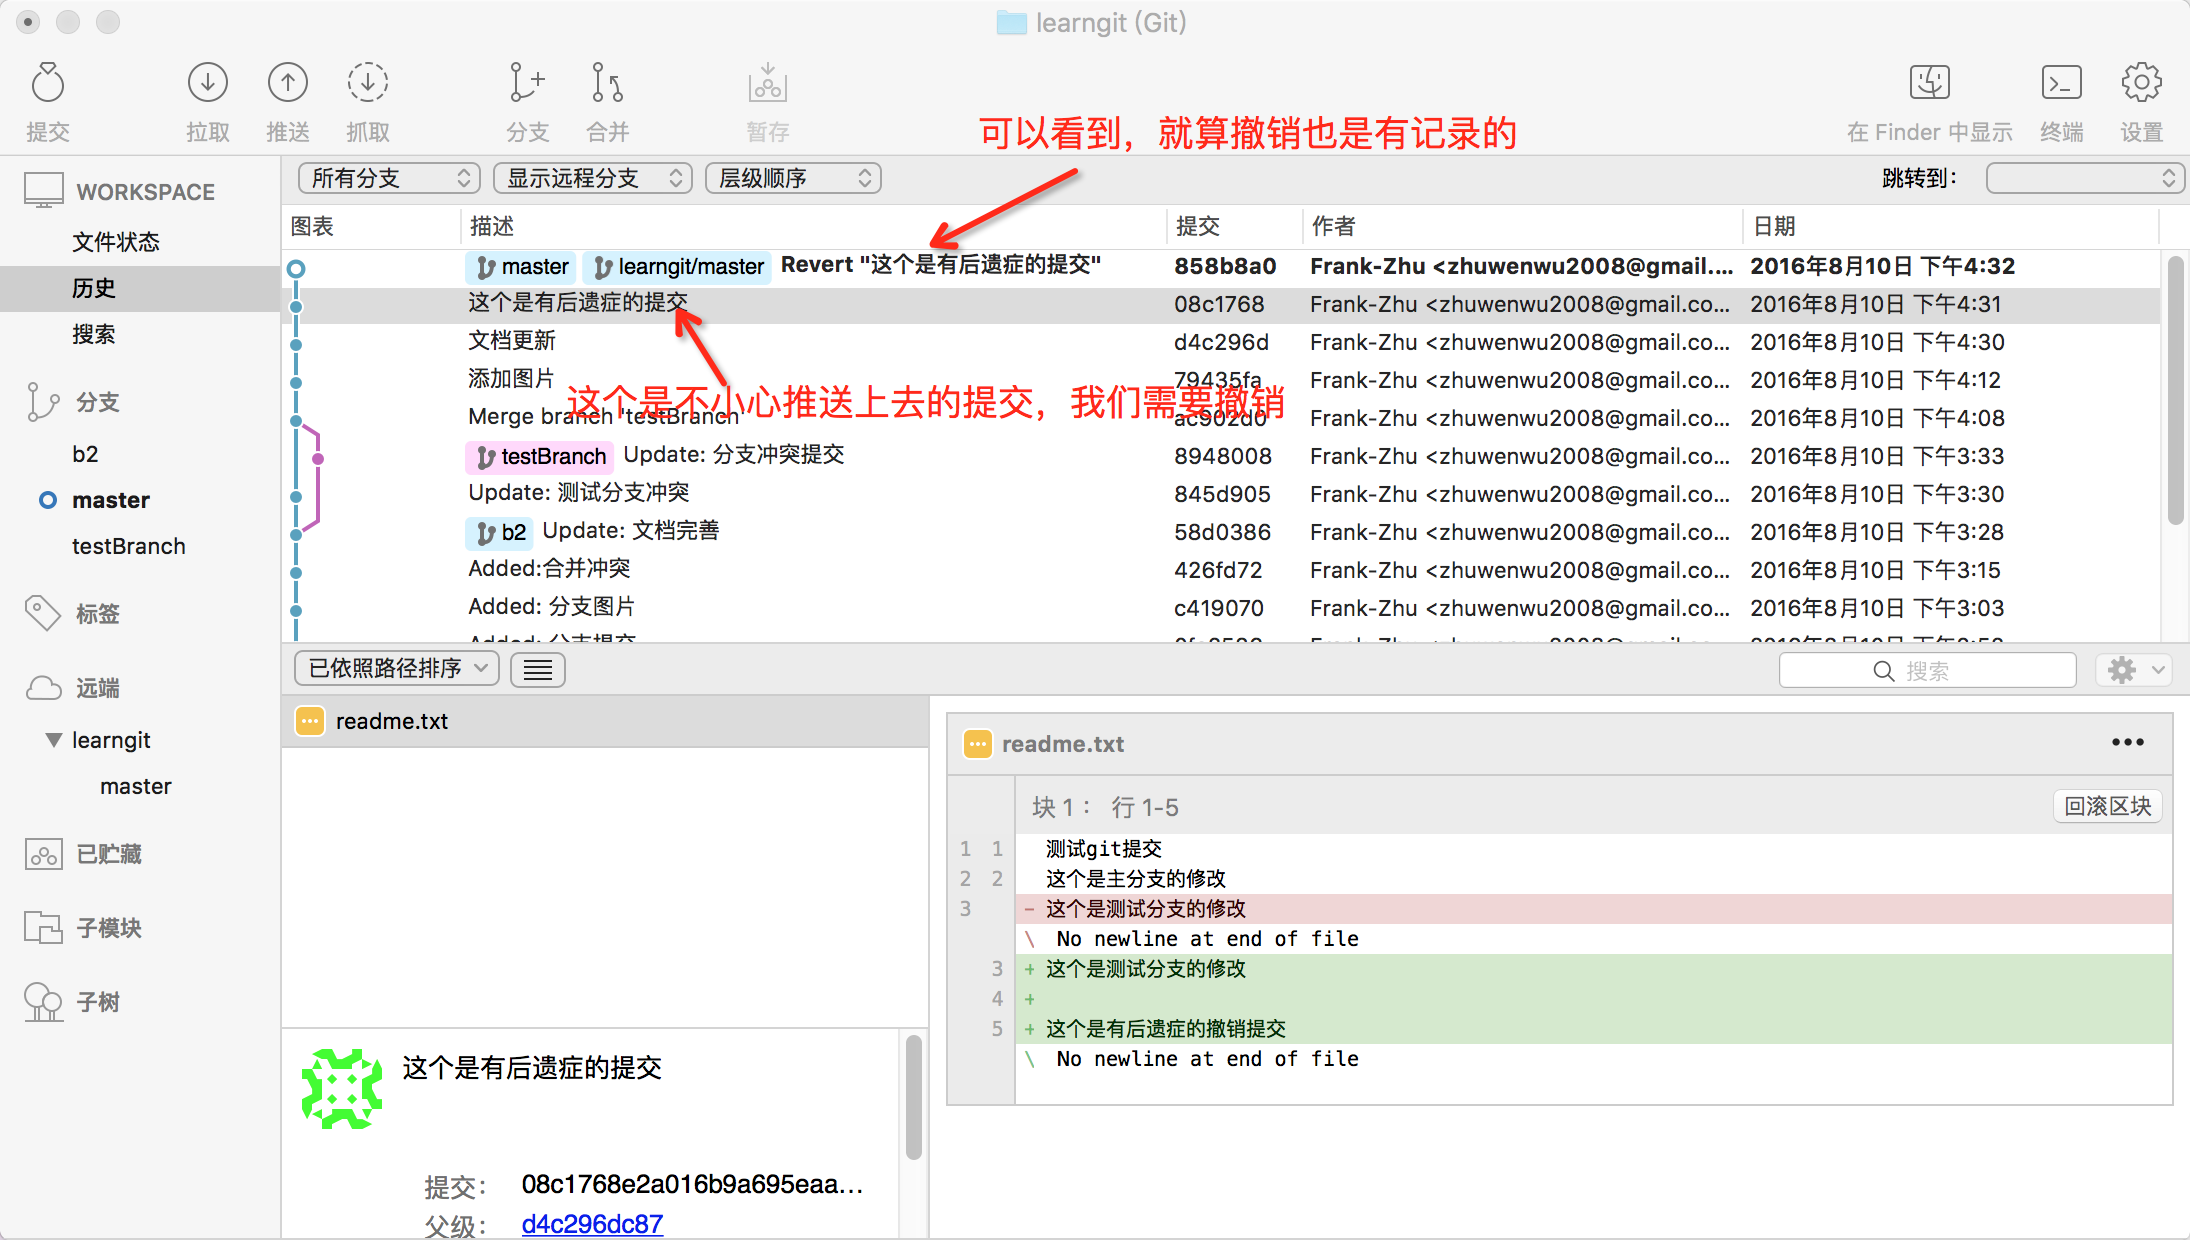 learngit (Git)
提交
拉取
推送
抓取
分支
合并
暂存
在 Finder 中显示
终端
设置
可以看到，就算撤销也是有记录的
所有分支
显示远程分支
层级顺序
跳转到：
WORKSPACE
文件状态
历史
搜索
分支
b2
master
testBranch
标签
远端
learngit
master
已贮藏
子模块
子树
图表 描述 提交 作者 日期
master learngit/master Revert "这个是有后遗症的提交" 858b8a0 Frank-Zhu <zhuwenwu2008@gmail.... 2016年8月10日 下午4:32
这个是有后遗症的提交 08c1768 Frank-Zhu <zhuwenwu2008@gmail.co... 2016年8月10日 下午4:31
文档更新 d4c296d Frank-Zhu <zhuwenwu2008@gmail.co... 2016年8月10日 下午4:30
添加图片 79435fa Frank-Zhu <zhuwenwu2008@gmail.co... 2016年8月10日 下午4:12
这个是不小心推送上去的提交，我们需要撤销
Merge branch 'testBranch' ac902d0 Frank-Zhu <zhuwenwu2008@gmail.co... 2016年8月10日 下午4:08
testBranch Update: 分支冲突提交 8948008 Frank-Zhu <zhuwenwu2008@gmail.co... 2016年8月10日 下午3:33
Update: 测试分支冲突 845d905 Frank-Zhu <zhuwenwu2008@gmail.co... 2016年8月10日 下午3:30
b2 Update: 文档完善 58d0386 Frank-Zhu <zhuwenwu2008@gmail.co... 2016年8月10日 下午3:28
Added:合并冲突 426fd72 Frank-Zhu <zhuwenwu2008@gmail.co... 2016年8月10日 下午3:15
Added: 分支图片 c419070 Frank-Zhu <zhuwenwu2008@gmail.co... 2016年8月10日 下午3:03
Added: 分支提交
已依照路径排序
搜索
readme.txt
这个是有后遗症的提交
提交： 08c1768e2a016b9a695eaa...
父级： d4c296dc87
readme.txt
块 1： 行 1-5
回滚区块
1 1 测试git提交
2 2 这个是主分支的修改
3 - 这个是测试分支的修改
\ No newline at end of file
3 + 这个是测试分支的修改
4 +
5 + 这个是有后遗症的撤销提交
\ No newline at end of file